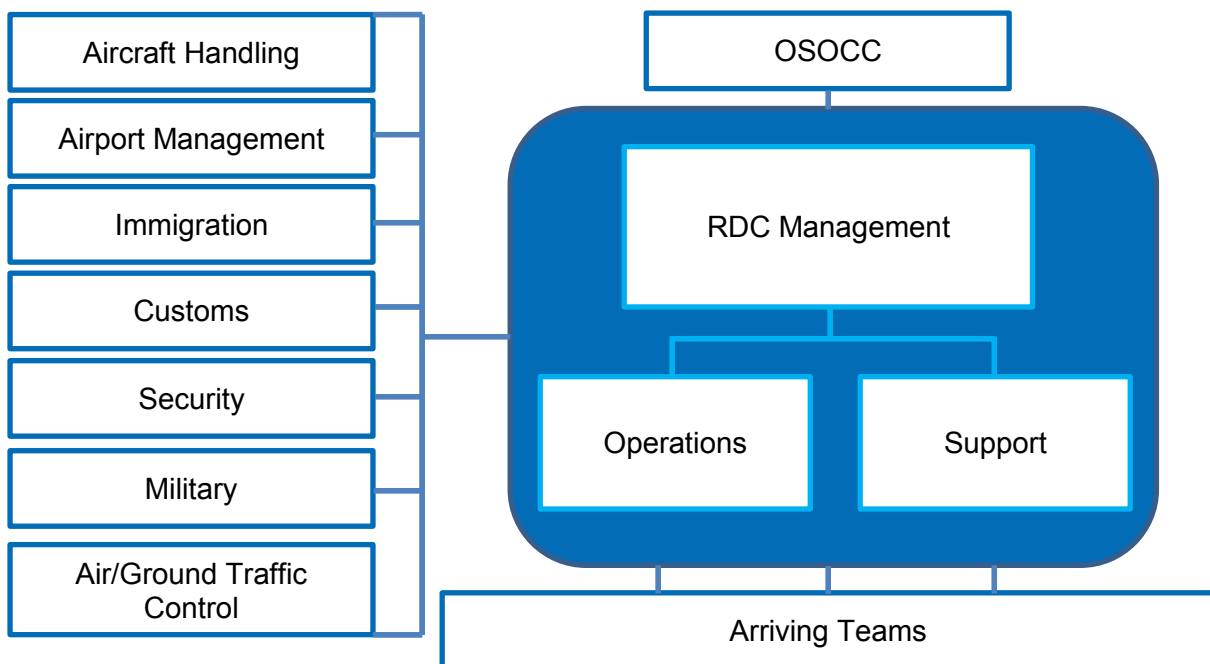 Aircraft Handling
Airport Management
Immigration
Customs
Security
Military
Air/Ground Traffic
Control
OSOCC
RDC Management
Operations
Support
Arriving Teams